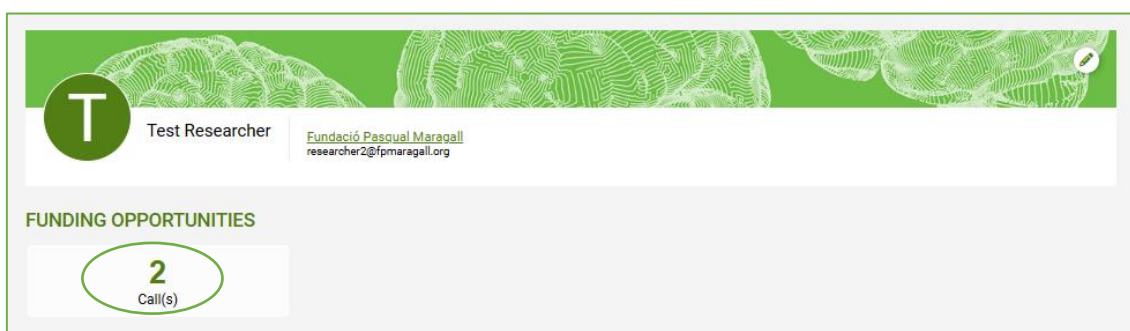 T
Test Researcher
Fundació Pasqual Maragall
researcher2@fpmaragall.org
FUNDING OPPORTUNITIES
2
Call(s)